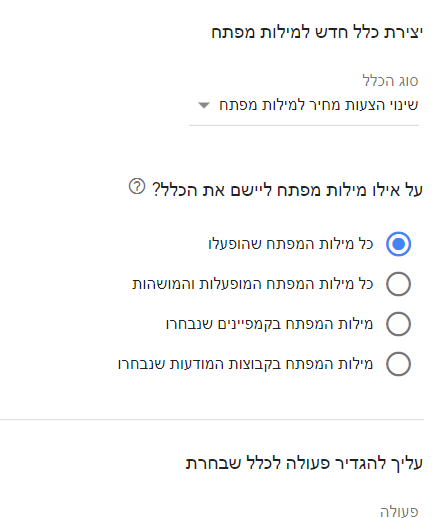 יצירת כלל חדש למילות מפתח
סוג הכלל
שינוי הצעות מחיר למילות מפתח
על אילו מילות מפתח ליישם את הכלל?
כל מילות המפתח שהופעלו
כל מילות המפתח המופעלות והמושהות
מילות המפתח בקמפיינים שנבחרו
מילות המפתח בקבוצות המודעות שנבחרו
עליך להגדיר פעולה לכלל שבחרת
פעולה